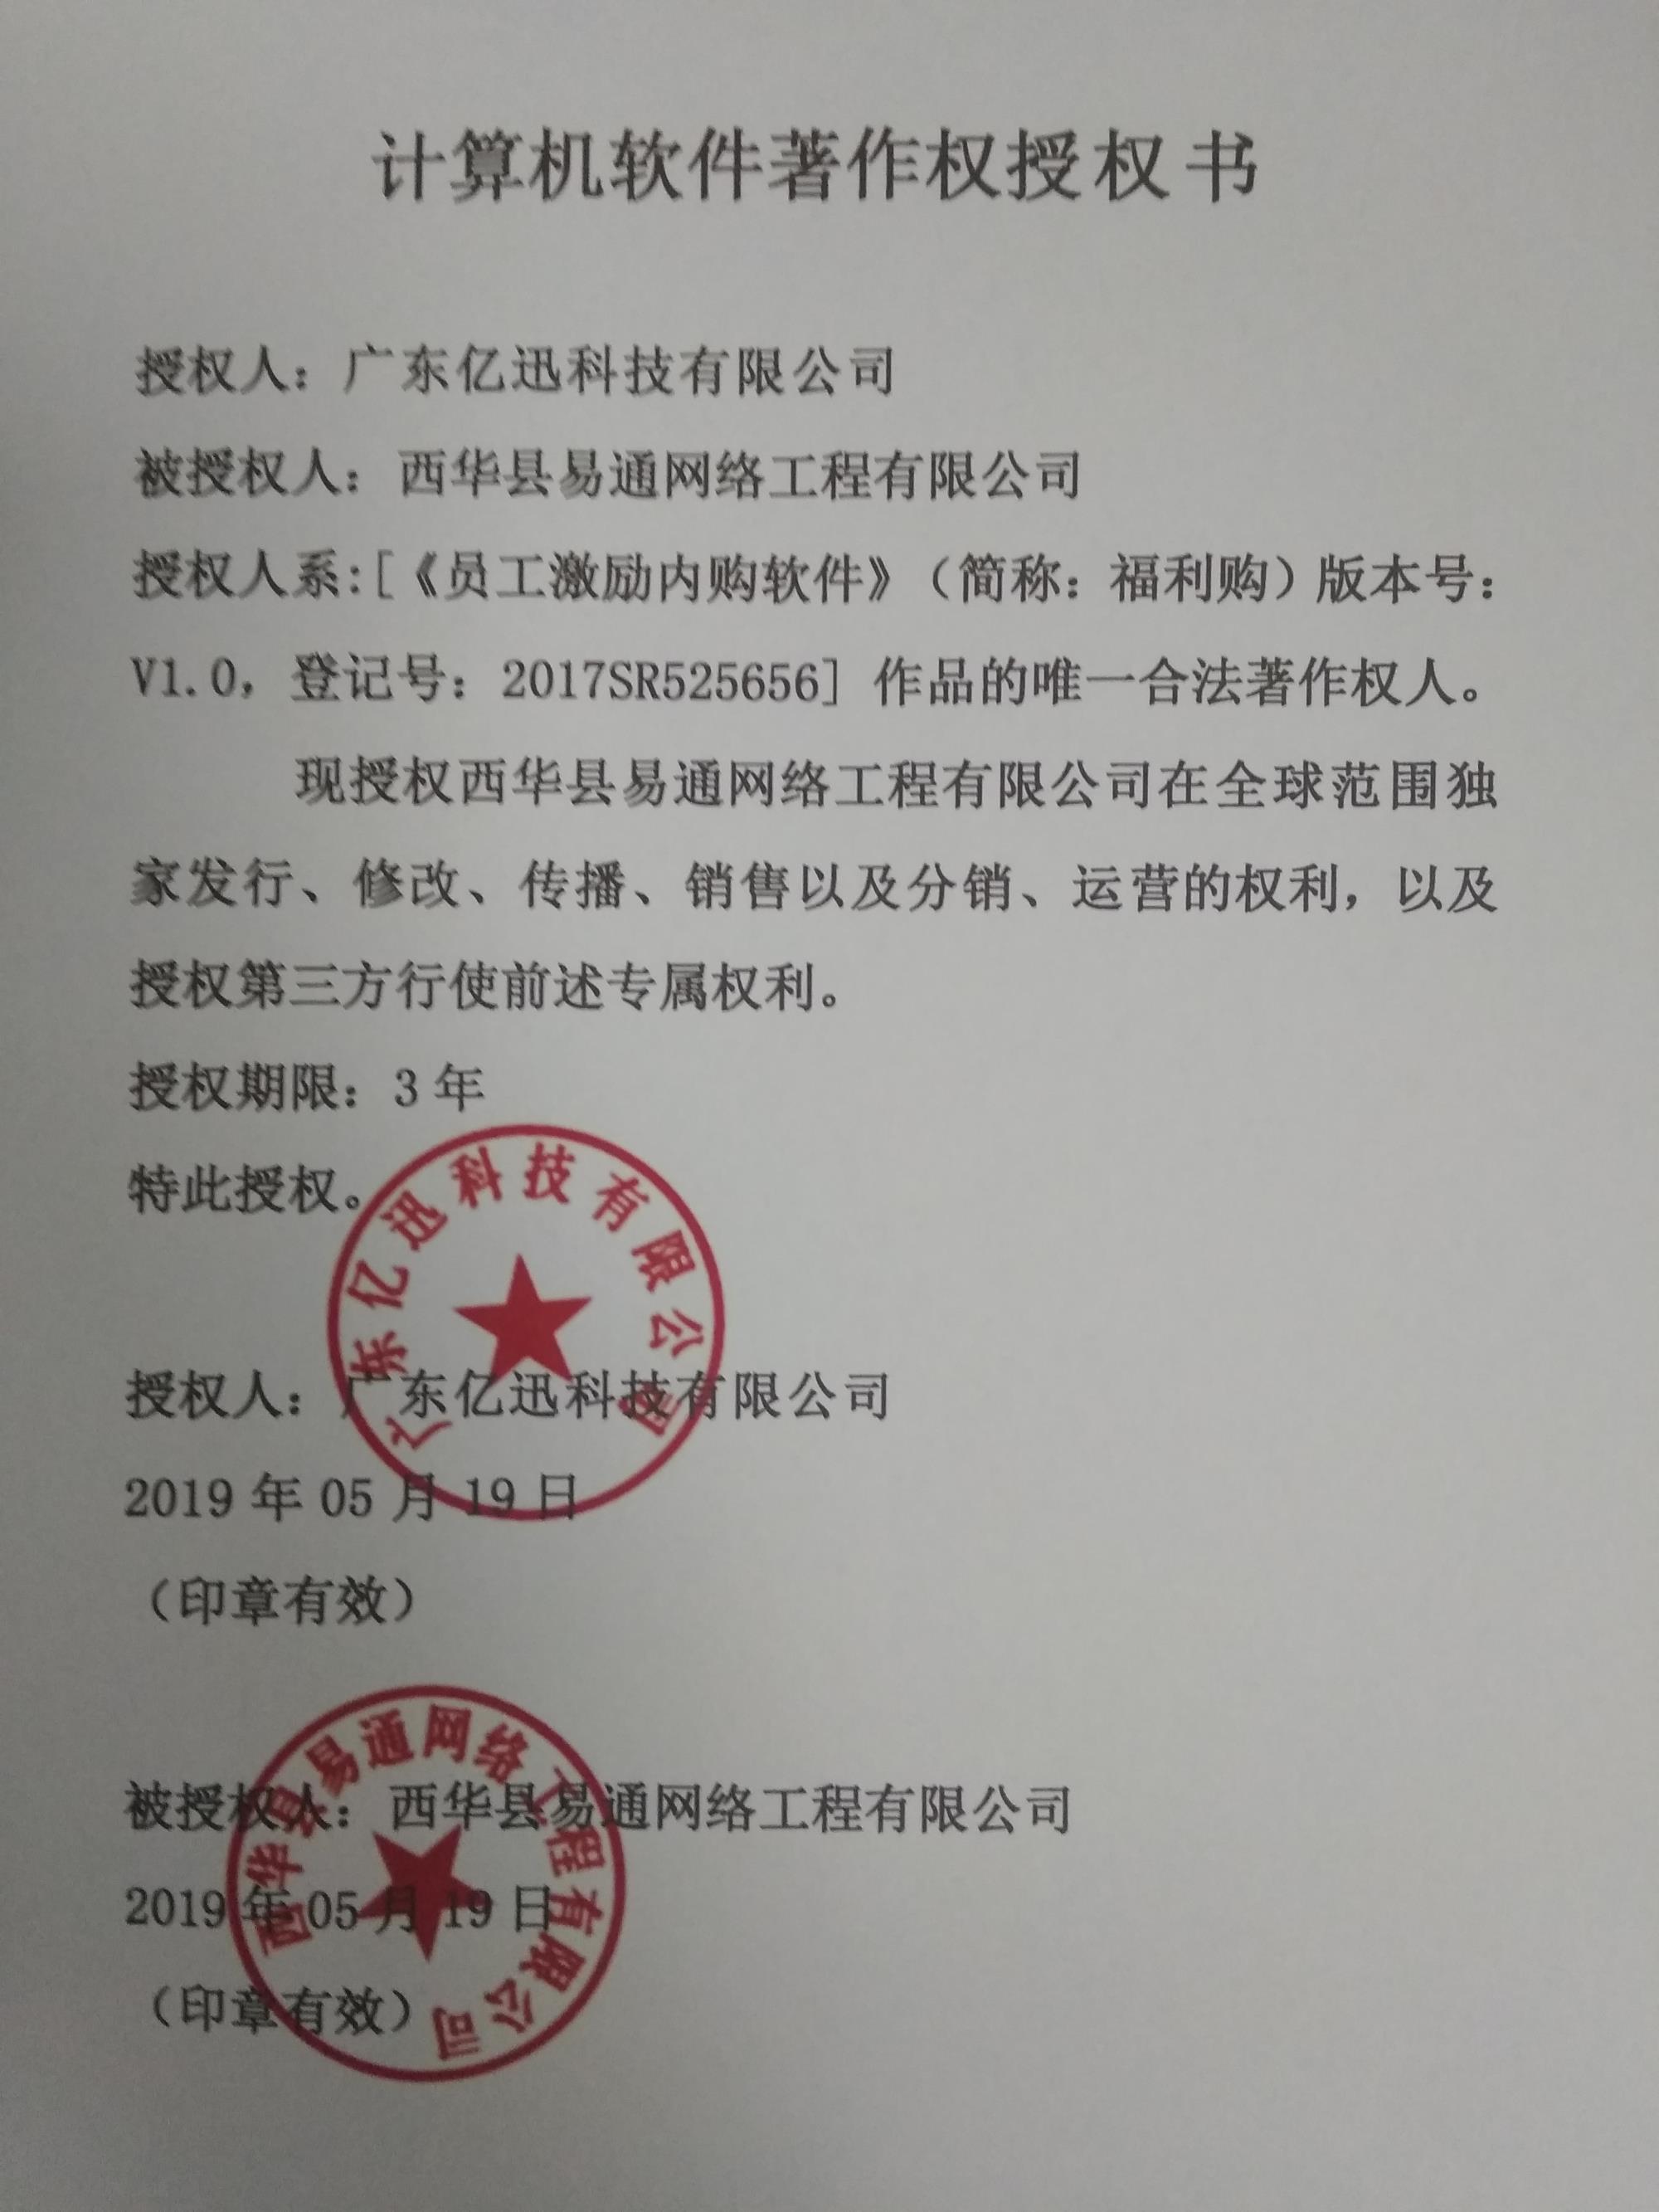 计算机软件著作权授权书
授权人：广东亿迅科技有限公司
被授权人：西华县易通网络工程有限公司
授权人系:[《员工激励内购软件》（简称：福利购）版本号：
V1.0，登记号：2017SR525656] 作品的唯一合法著作权人。
现授权西华县易通网络工程有限公司在全球范围独
家发行、修改、传播、销售以及分销、运营的权利，以及
授权第三方行使前述专属权利。
授权期限：3 年
特此授权。
广东亿迅科技有限公司
授权人：广东亿迅科技有限公司
2019 年 05 月 19 日
（印章有效）
西华县易通网络工程有限公司
被授权人：西华县易通网络工程有限公司
2019 年 05 月 19 日
（印章有效）